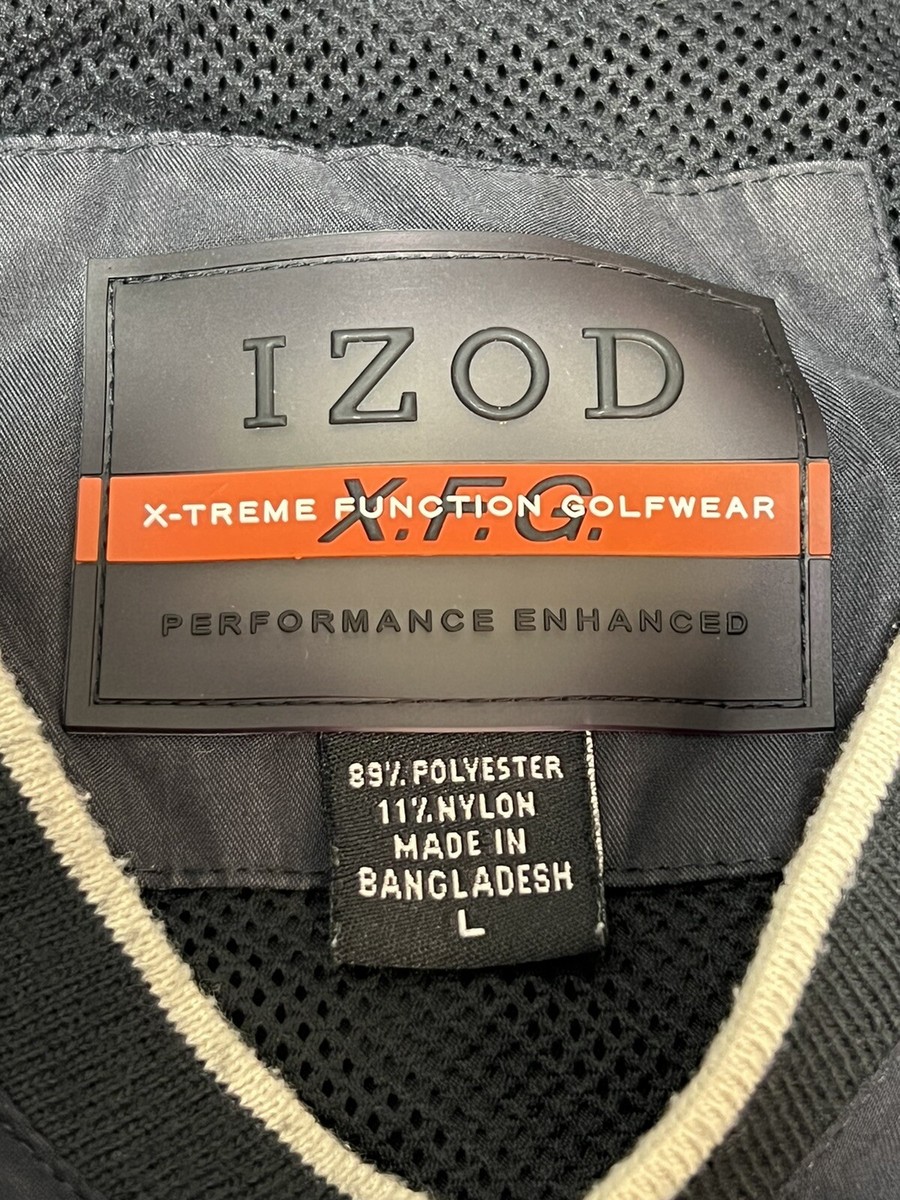 IZOD
X.F.G.
X-TREME FUNCTION GOLFWEAR
PERFORMANCE ENHANCED
89% POLYESTER
11% NYLON
MADE IN
BANGLADESH
L